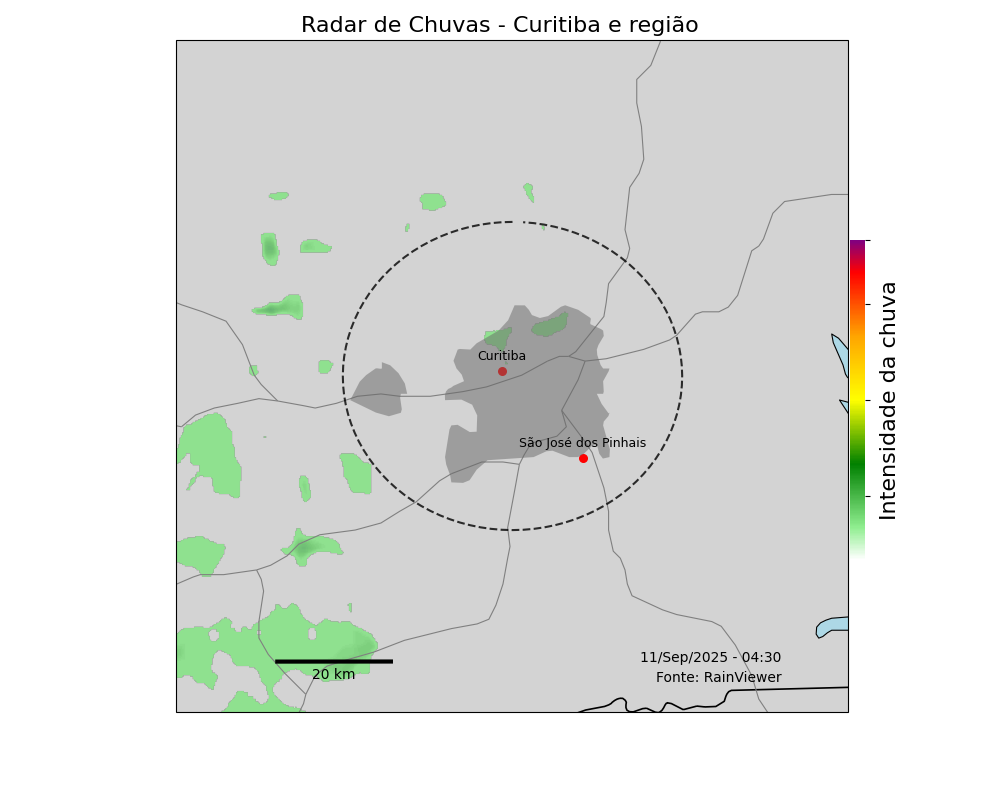 Radar de Chuvas - Curitiba e região
Curitiba
São José dos Pinhais
Intensidade da chuva
11/Sep/2025 - 04:30
Fonte: RainViewer
20 km